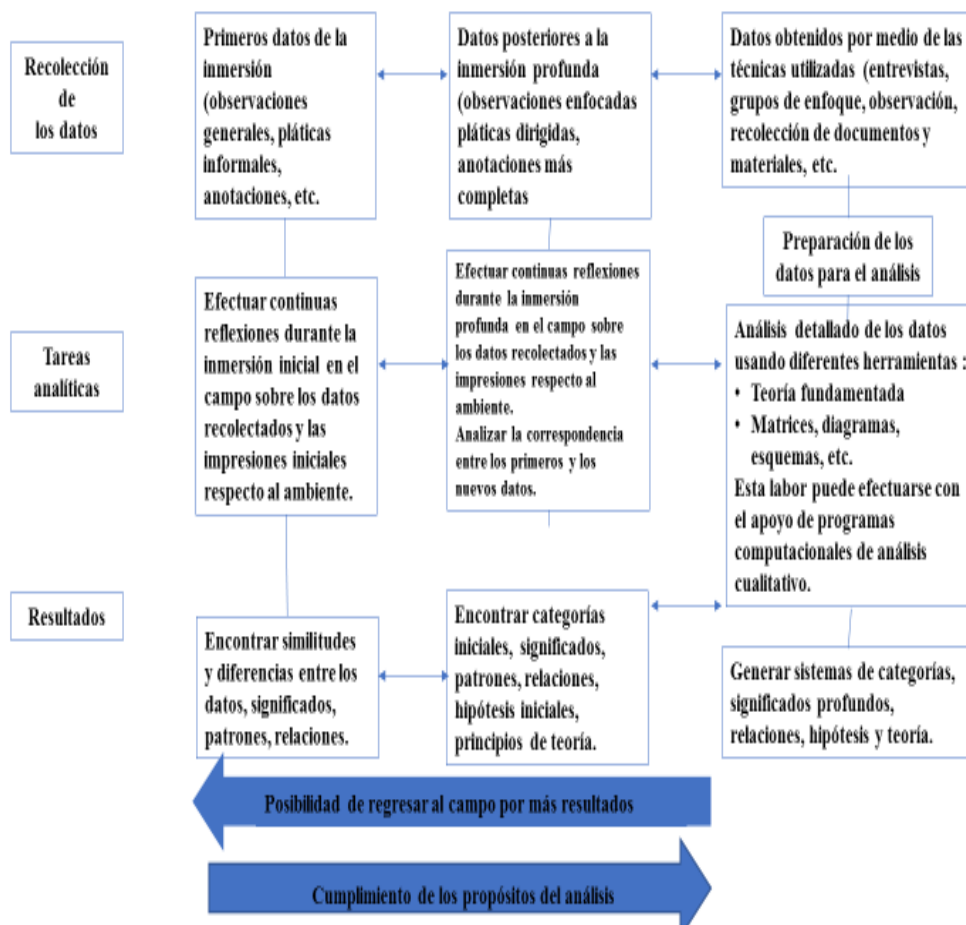 Recolección
de
los datos
Primeros datos de la
inmersión
(observaciones
generales, pláticas
informales,
anotaciones, etc.
Datos posteriores a la
inmersión profunda
(observaciones enfocadas
pláticas dirigidas,
anotaciones más
completas
Datos obtenidos por medio de las
técnicas utilizadas (entrevistas,
grupos de enfoque, observación,
recolección de documentos y
materiales, etc.
Preparación de los
datos para el análisis
Tareas
analíticas
Efectuar continuas
reflexiones durante la
inmersión inicial en el
campo sobre los datos
recolectados y las
impresiones iniciales
respecto al ambiente.
Efectuar continuas reflexiones
durante la inmersión
profunda en el campo sobre
los datos recolectados y las
impresiones respecto al
ambiente.
Analizar la correspondencia
entre los primeros y los
nuevos datos.
Análisis detallado de los datos
usando diferentes herramientas :
• Teoría fundamentada
• Matrices, diagramas,
esquemas, etc.
Esta labor puede efectuarse con
el apoyo de programas
computacionales de análisis
cualitativo.
Resultados
Encontrar similitudes
y diferencias entre los
datos, significados,
patrones, relaciones.
Encontrar categorías
iniciales, significados,
patrones, relaciones,
hipótesis iniciales,
principios de teoría.
Generar sistemas de categorías,
significados profundos,
relaciones, hipótesis y teoría.
Posibilidad de regresar al campo por más resultados
Cumplimiento de los propósitos del análisis